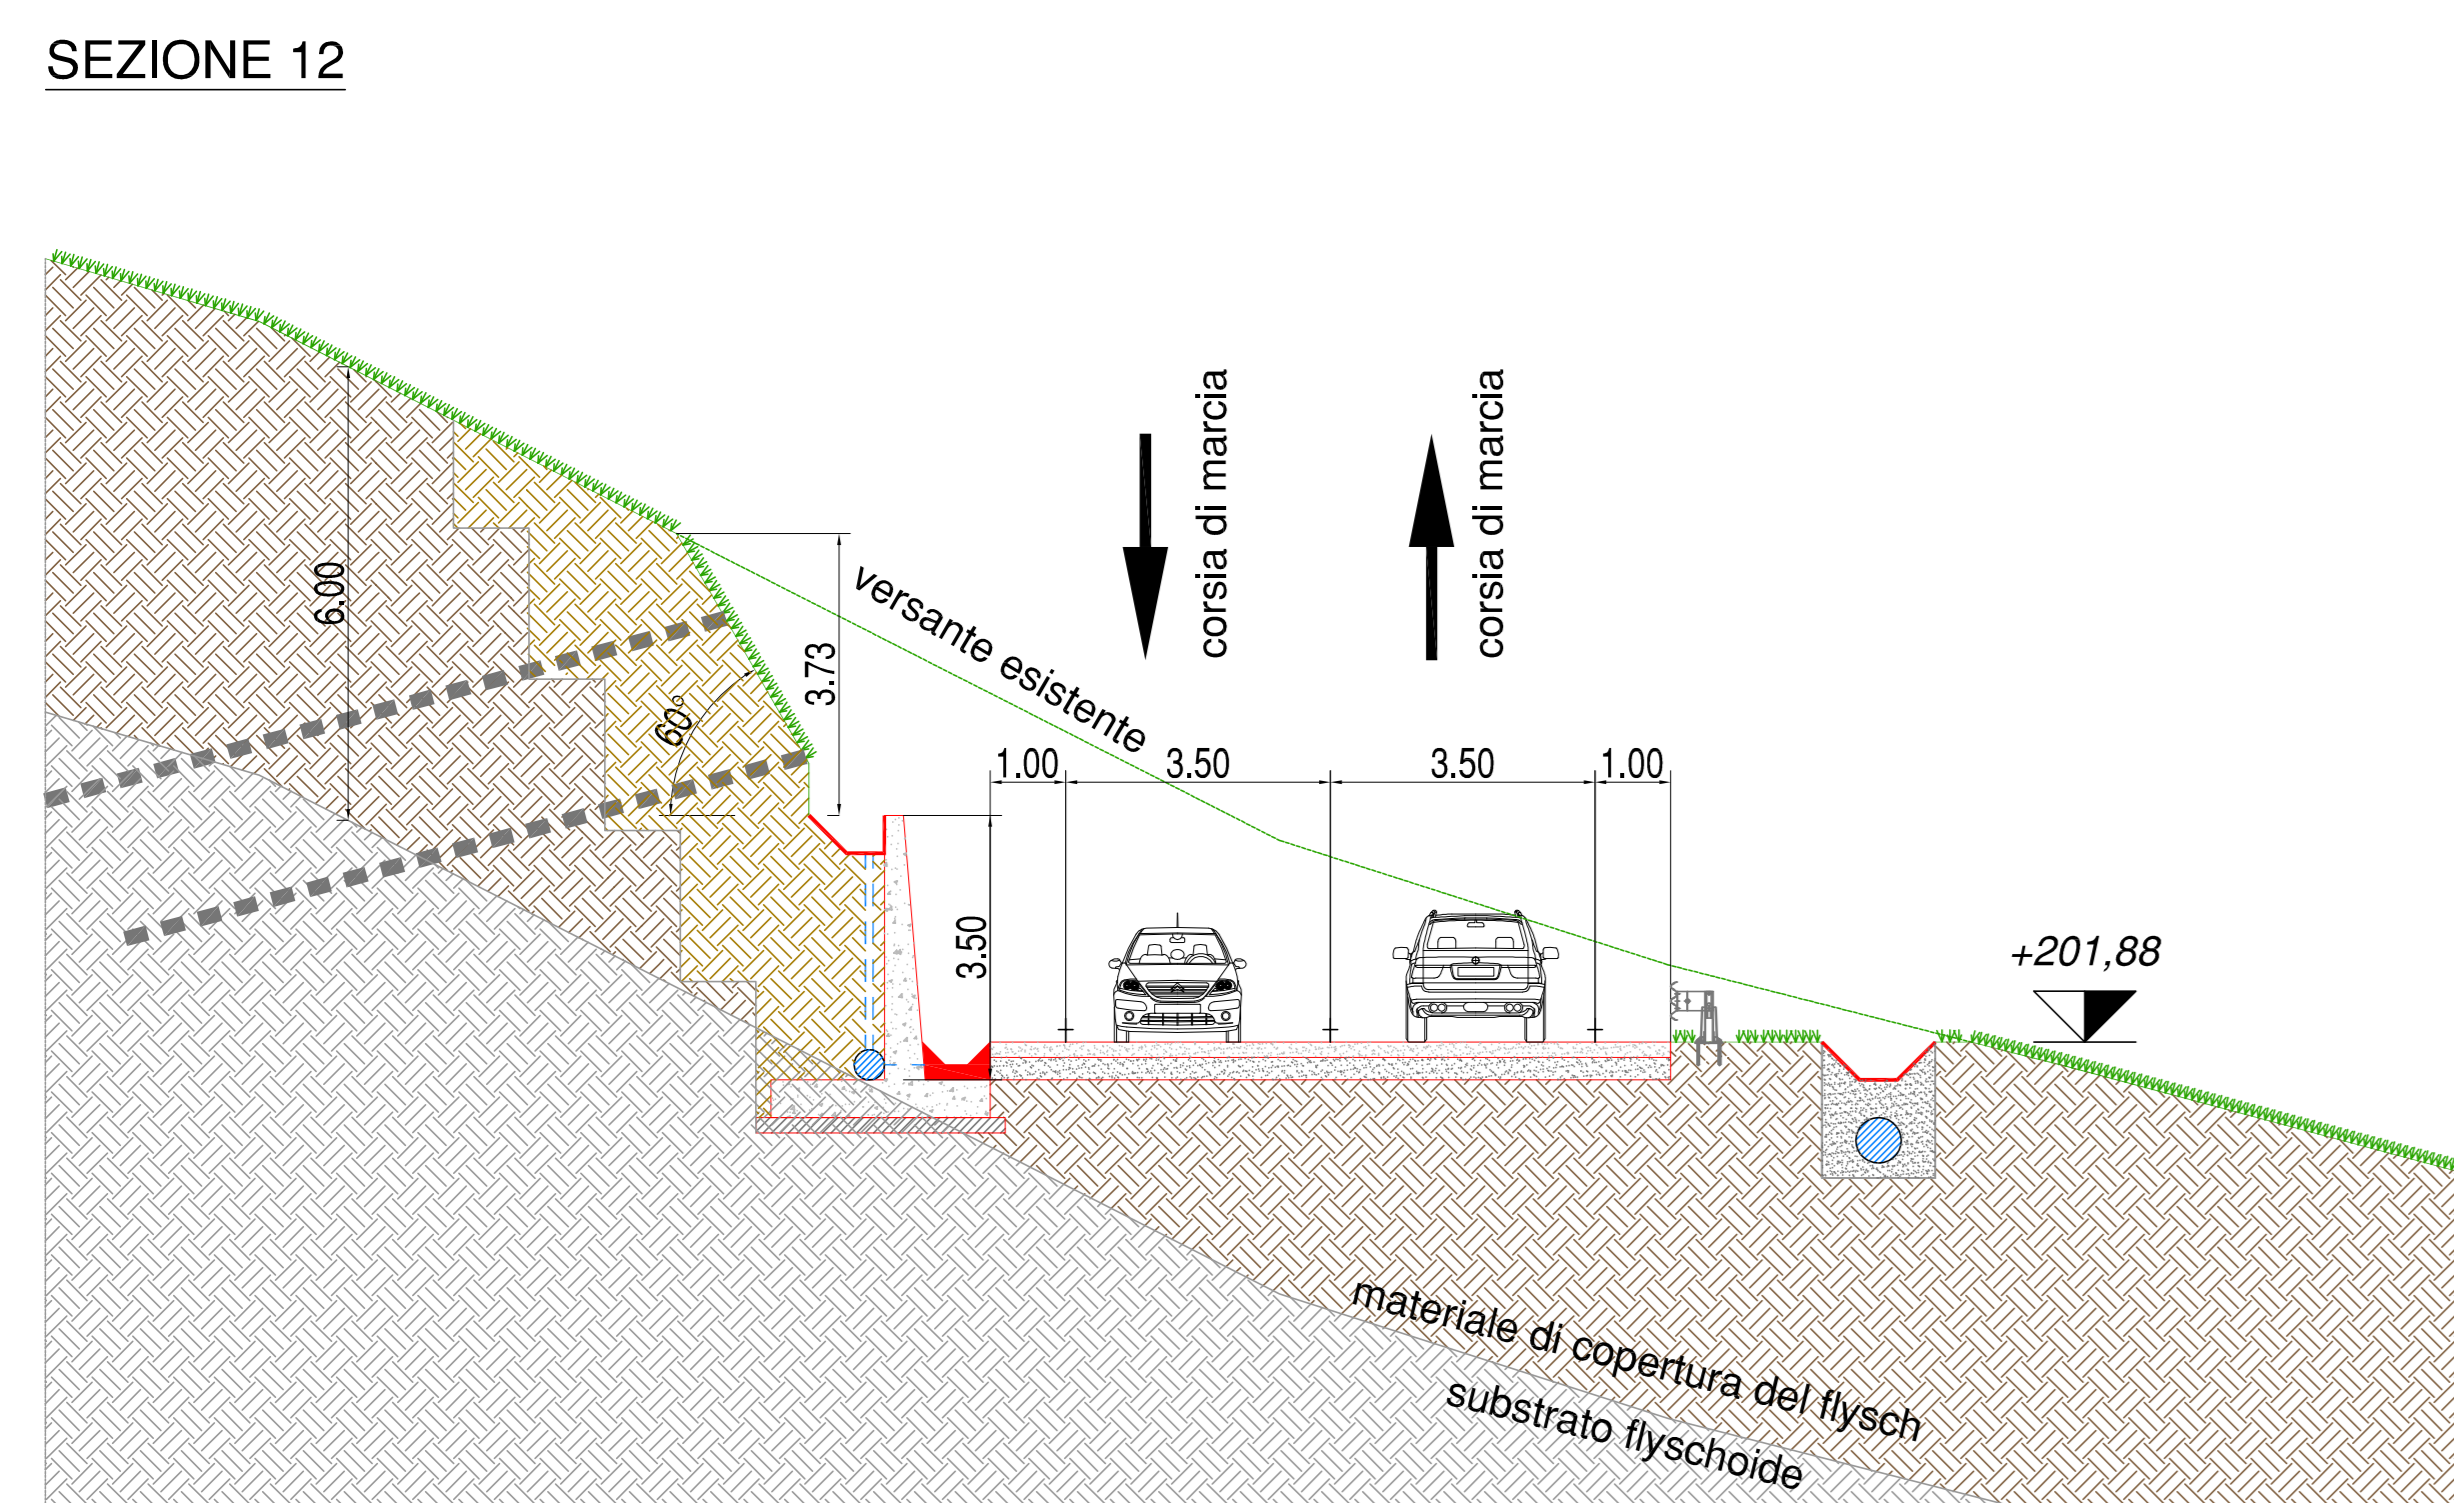 SEZIONE 12
corsia di marcia
corsia di marcia
versante esistente
6.00
3.73
60°
1.00
3.50
3.50
1.00
3.50
+201,88
materiale di copertura del flysch
substrato flyschoide